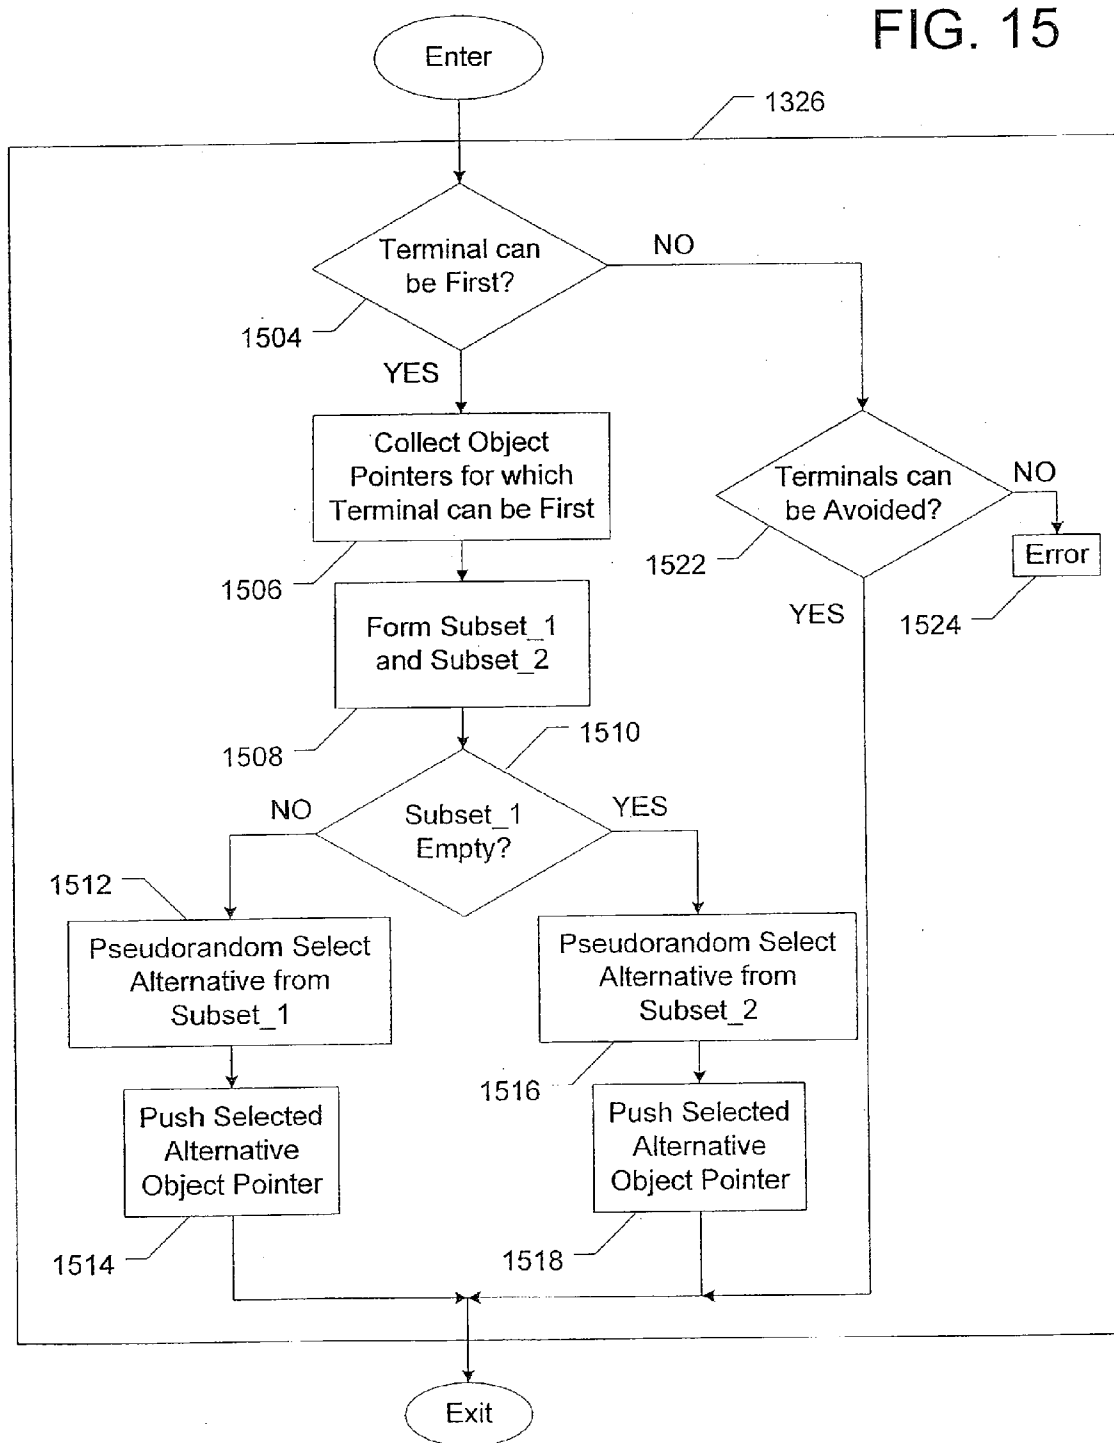 FIG. 15
Enter
1326
Terminal can
be First?
NO
1504
YES
Collect Object
Pointers for which
Terminal can be First
1506
Terminals can
be Avoided?
NO
1522
Error
1524
YES
Form Subset_1
and Subset_2
1508
1510
NO
Subset_1
Empty?
YES
1512
Pseudorandom Select
Alternative from
Subset_1
Pseudorandom Select
Alternative from
Subset_2
1516
Push Selected
Alternative
Object Pointer
1514
Push Selected
Alternative
Object Pointer
1518
Exit